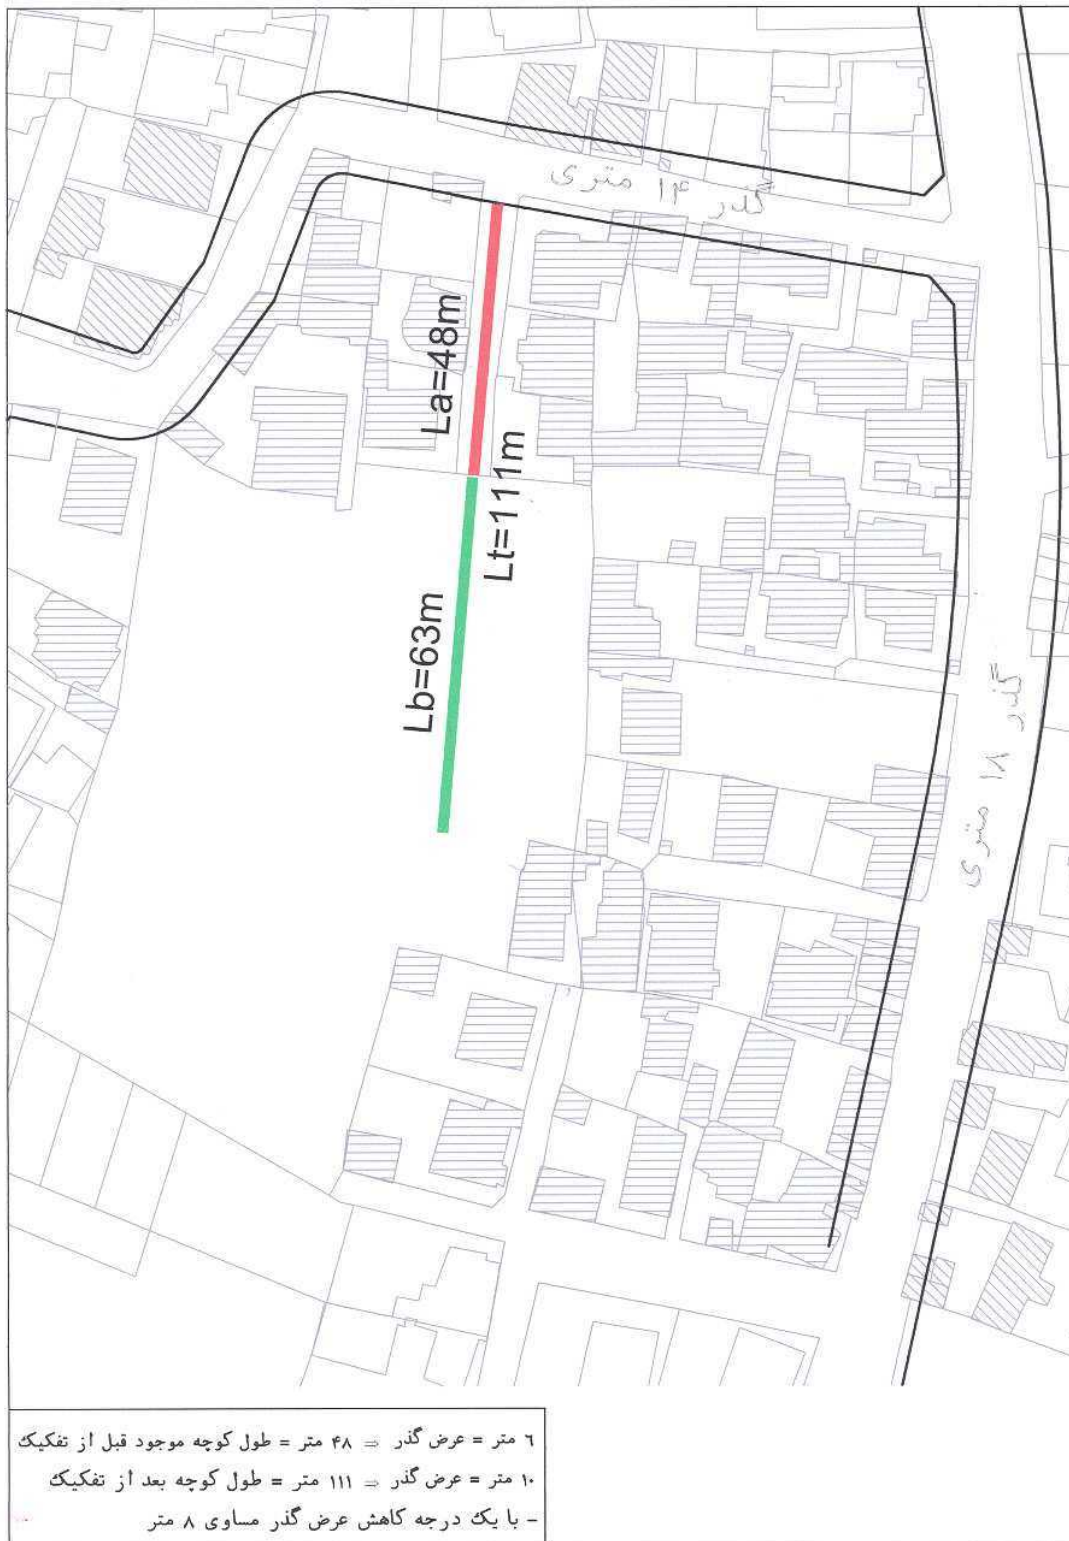 گذر ۱۴ متری
La=48m
Lt=111m
Lb=63m
گذر ۱۸ متری
۶ متر = عرض گذر ⇒ ۴۸ متر = طول کوچه موجود قبل از تفکیک
۱۰ متر = عرض گذر ⇒ ۱۱۱ متر = طول کوچه بعد از تفکیک
- با یک درجه کاهش عرض گذر مساوی ۸ متر